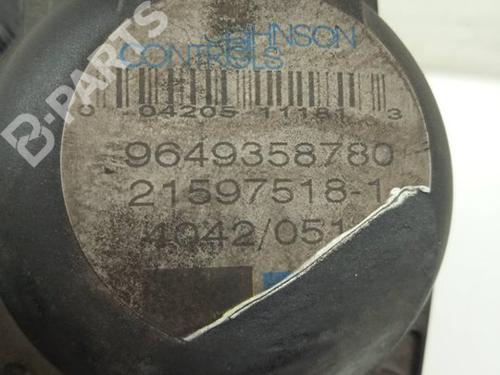 B-PARTS
JOHNSON
CONTROLS
0 04205 11181 3
9649358780
21597518-1
4042/051